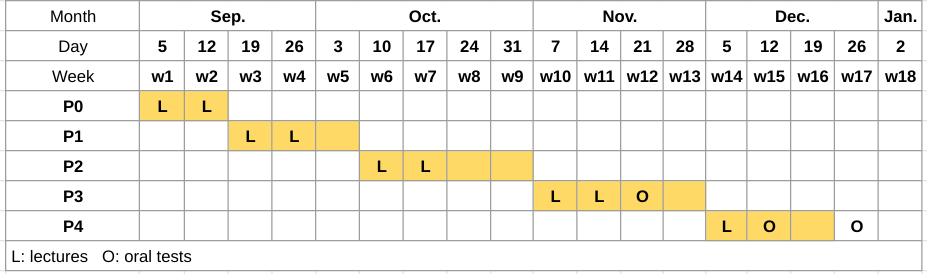 Month Sep. Oct. Nov. Dec. Jan.
Day 5 12 19 26 3 10 17 24 31 7 14 21 28 5 12 19 26 2
Week w1 w2 w3 w4 w5 w6 w7 w8 w9 w10 w11 w12 w13 w14 w15 w16 w17 w18
P0 L L
P1 L L
P2 L L
P3 L L O
P4 L O O
L: lectures O: oral tests